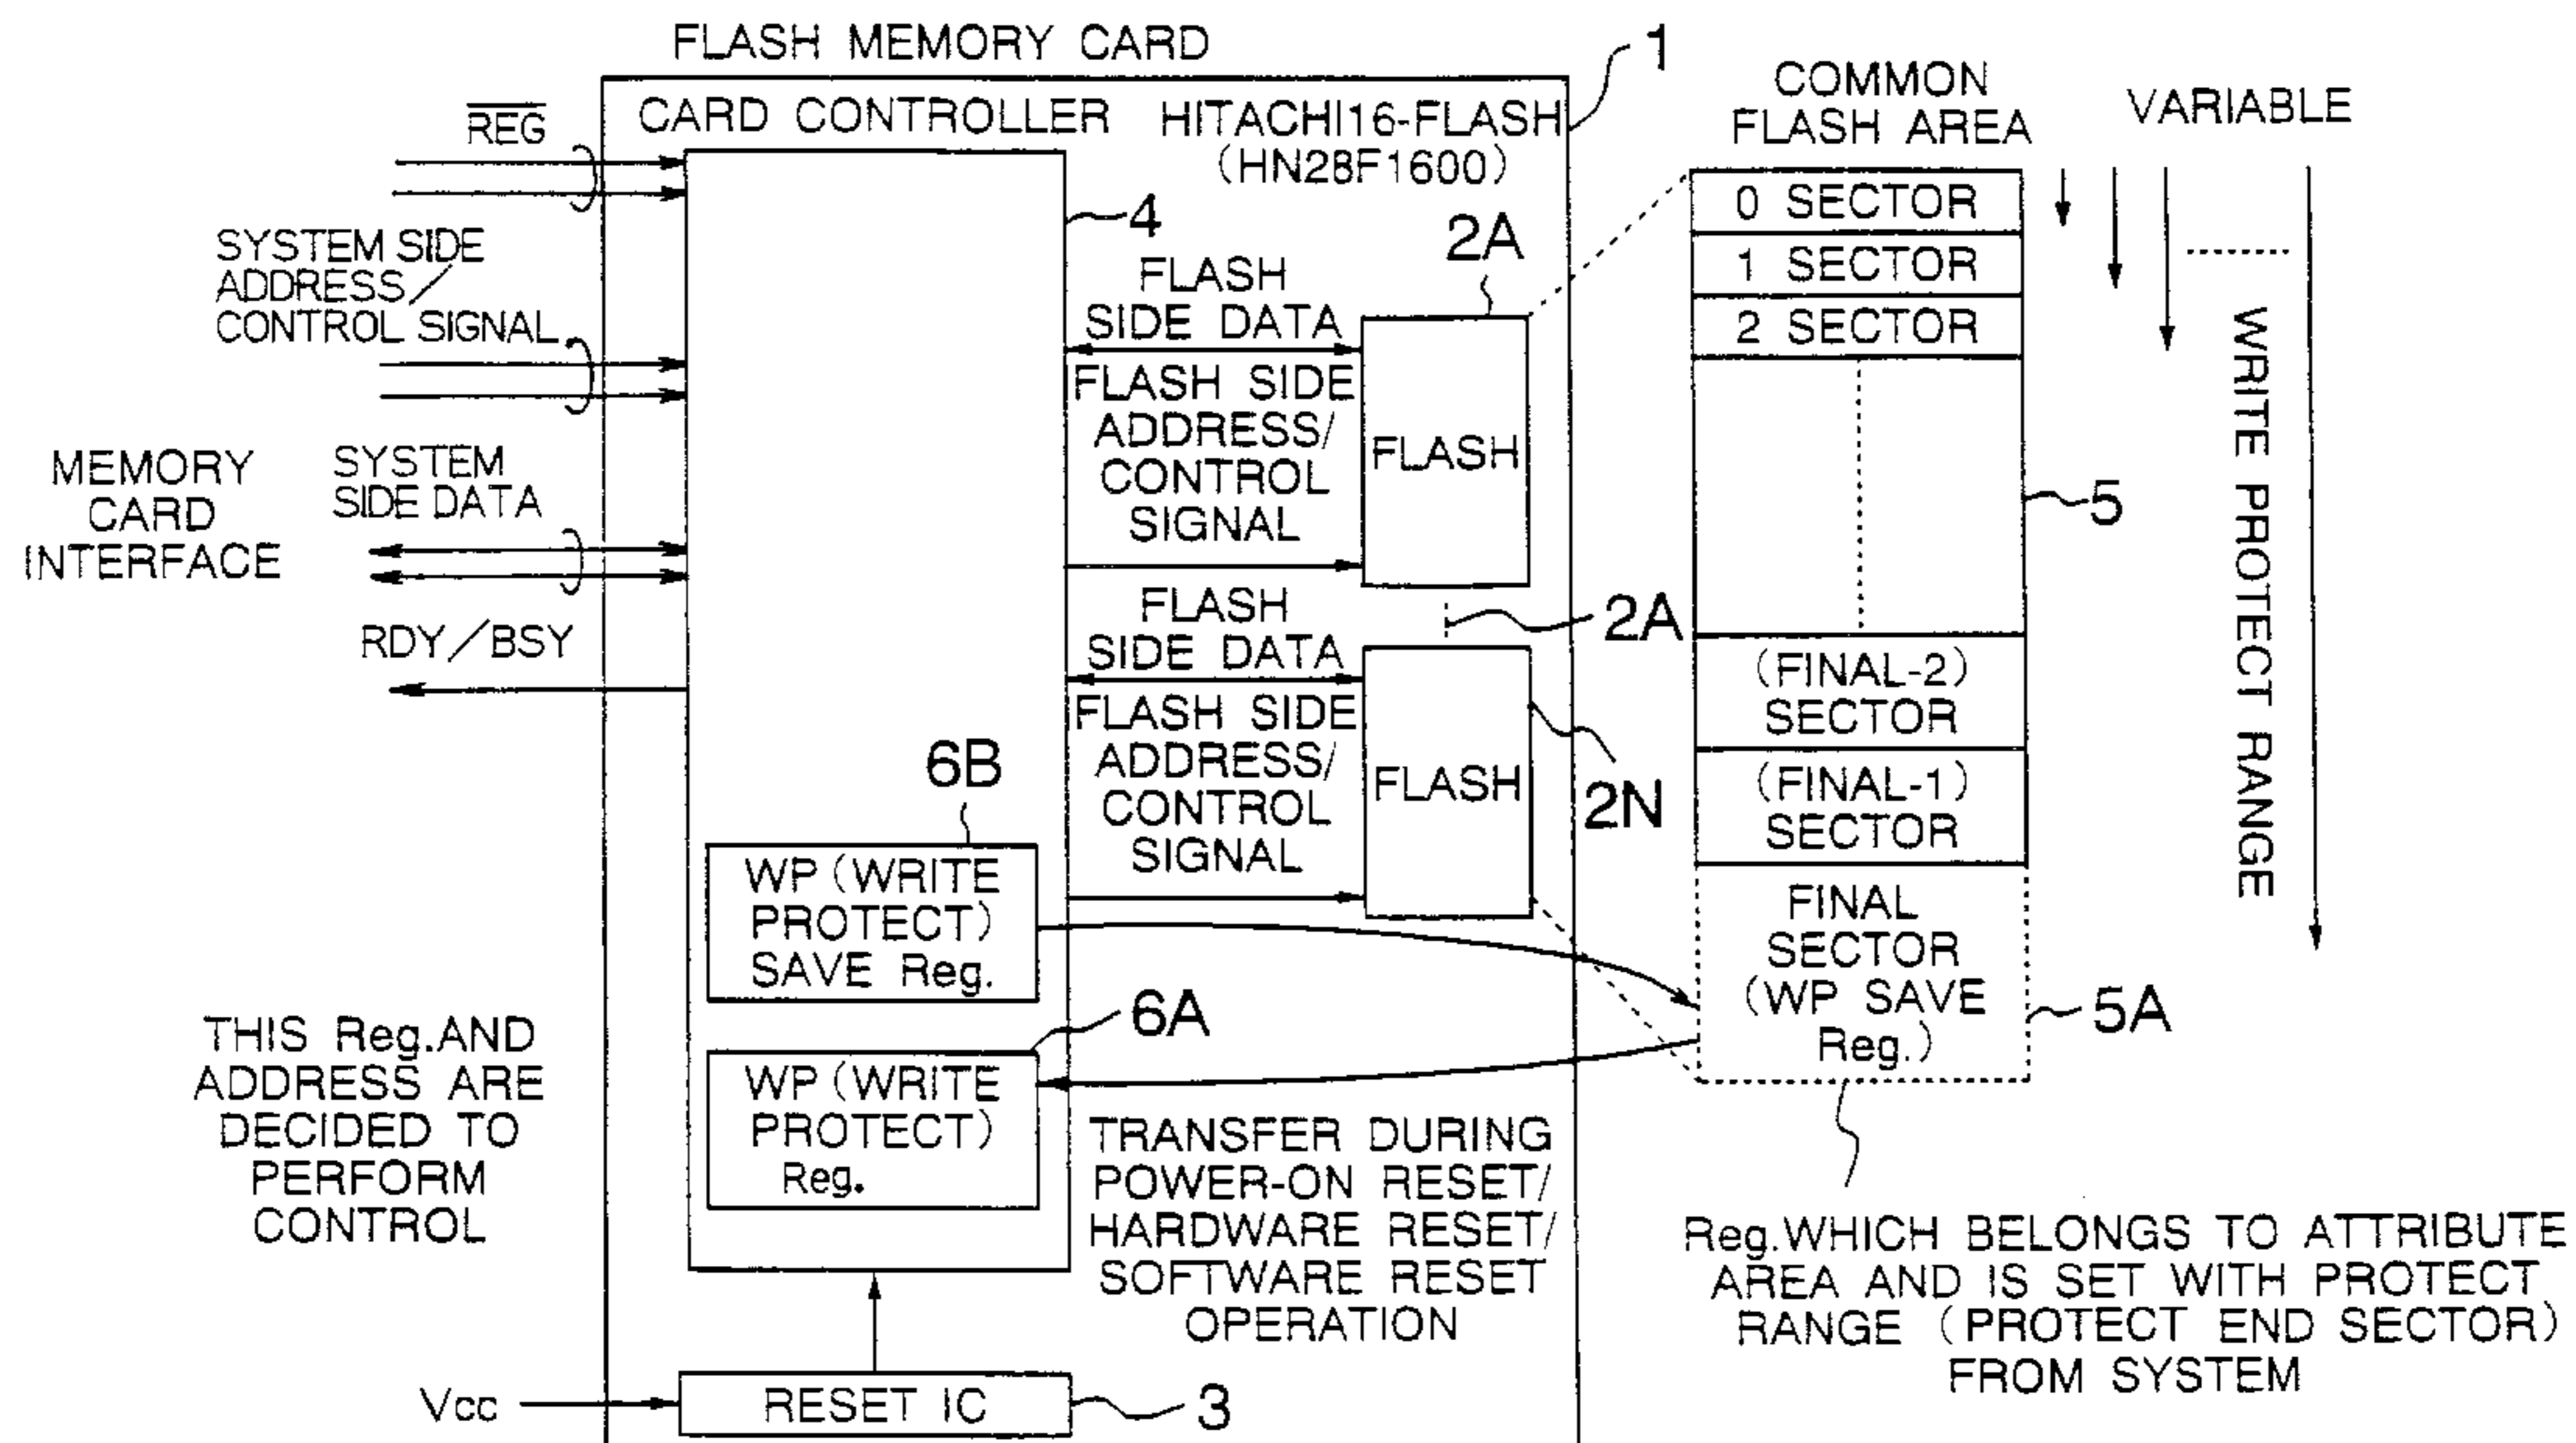 FLASH MEMORY CARD
1
CARD CONTROLLER
HITACHI16-FLASH
(HN28F1600)
REG
SYSTEM SIDE
ADDRESS/
CONTROL SIGNAL
MEMORY
CARD
INTERFACE
SYSTEM
SIDE DATA
RDY/BSY
4
FLASH
SIDE DATA
FLASH SIDE
ADDRESS/
CONTROL
SIGNAL
2A
FLASH
2A
FLASH
SIDE DATA
FLASH SIDE
ADDRESS/
CONTROL
SIGNAL
FLASH
2N
6B
WP (WRITE
PROTECT)
SAVE Reg.
6A
WP (WRITE
PROTECT)
Reg.
THIS Reg.AND
ADDRESS ARE
DECIDED TO
PERFORM
CONTROL
TRANSFER DURING
POWER-ON RESET/
HARDWARE RESET/
SOFTWARE RESET
OPERATION
Vcc
RESET IC
3
COMMON
FLASH AREA
VARIABLE
0 SECTOR
1 SECTOR
2 SECTOR
5
(FINAL-2)
SECTOR
(FINAL-1)
SECTOR
FINAL
SECTOR
(WP SAVE
Reg.)
5A
WRITE PROTECT RANGE
Reg.WHICH BELONGS TO ATTRIBUTE
AREA AND IS SET WITH PROTECT
RANGE (PROTECT END SECTOR)
FROM SYSTEM